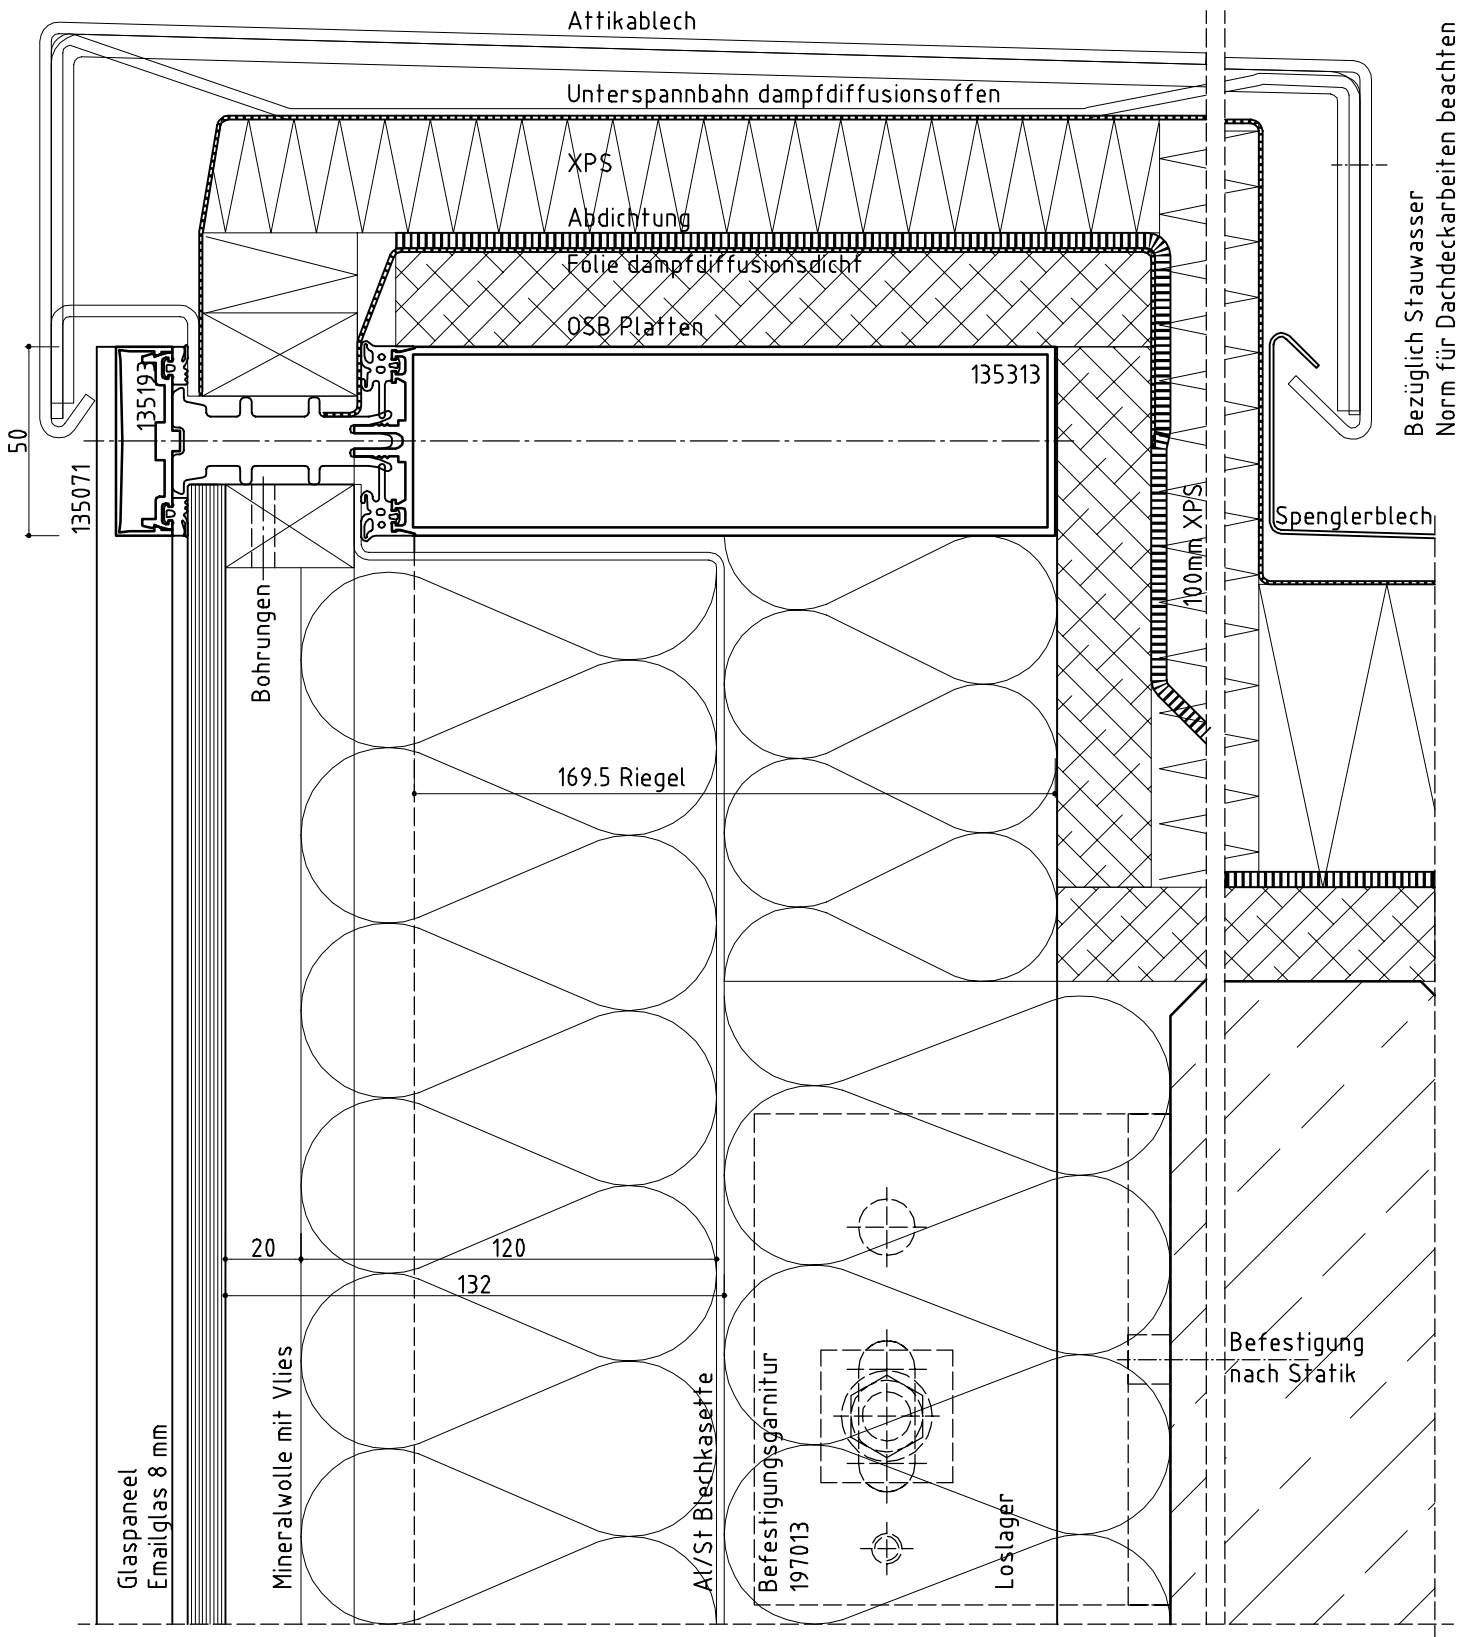 Attikablech
Unterspannbahn dampfdiffusionsoffen
XPS
Abdichtung
Folie dampfdiffusionsdicht
OSB Platten
135313
135193
50
135071
Bezüglich Stauwasser
Norm für Dachdeckarbeiten beachten
Spenglerblech
100mm XPS
Bohrungen
169.5 Riegel
20
120
132
Befestigung
nach Statik
Glaspaneel
Emailglas 8 mm
Mineralwolle mit Vlies
Al/St Blechkasette
Befestigungsgarnitur
197013
Loslager